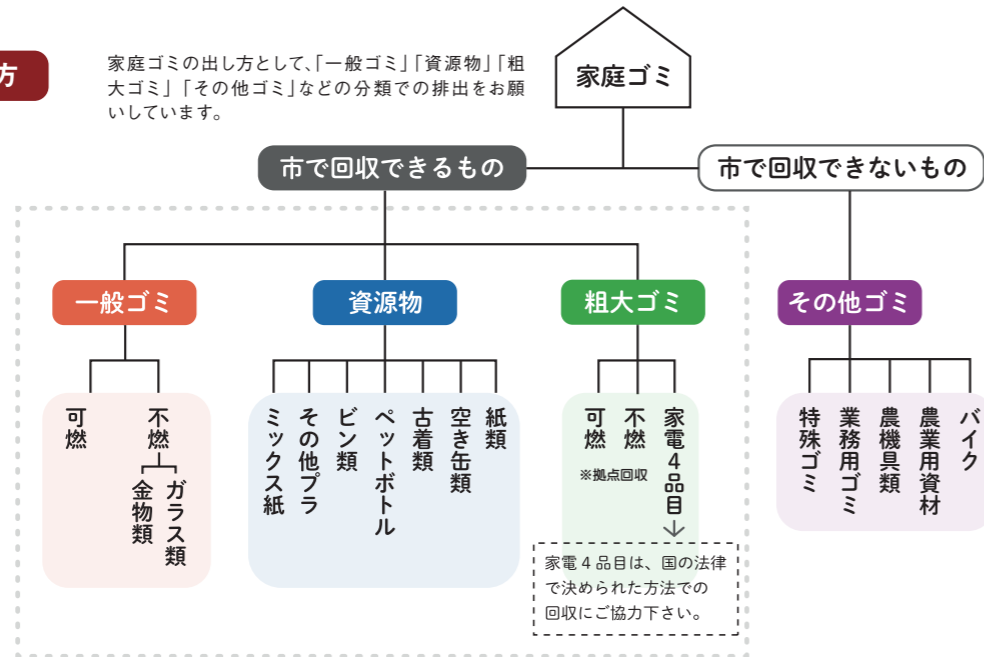 方
家庭ゴミの出し方として、「一般ゴミ」「資源物」「粗
大ゴミ」「その他ゴミ」などの分類での排出をお願
いしています。
家庭ゴミ
市で回収できるもの
市で回収できないもの
一般ゴミ
資源物
粗大ゴミ
その他ゴミ
可燃
不燃
金物類
ガラス類
ミックス紙
その他プラ
ビン類
ペットボトル
古着類
空き缶類
紙類
可燃
不燃
※拠点回収
家電4品目
家電4品目は、国の法律
で決められた方法での
回収にご協力下さい。
特殊ゴミ
業務用ゴミ
農機具類
農業用資材
バイク